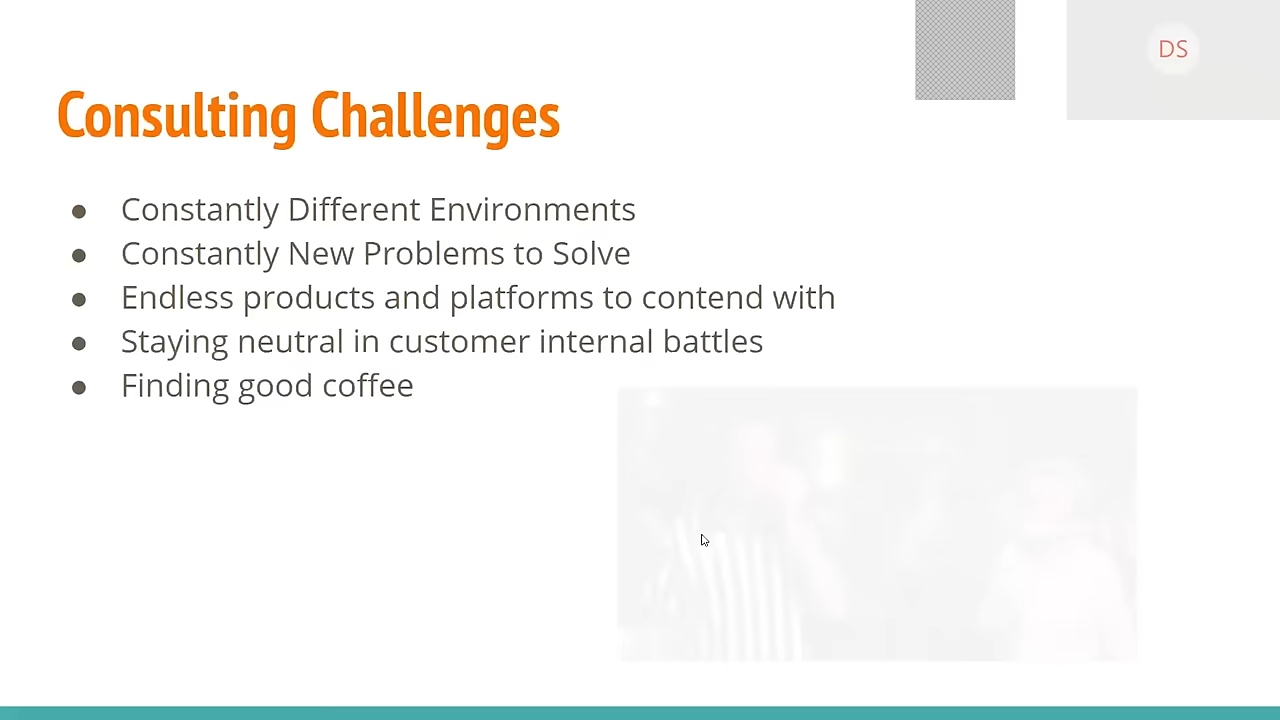 DS
Consulting Challenges
● Constantly Different Environments
● Constantly New Problems to Solve
● Endless products and platforms to contend with
● Staying neutral in customer internal battles
● Finding good coffee